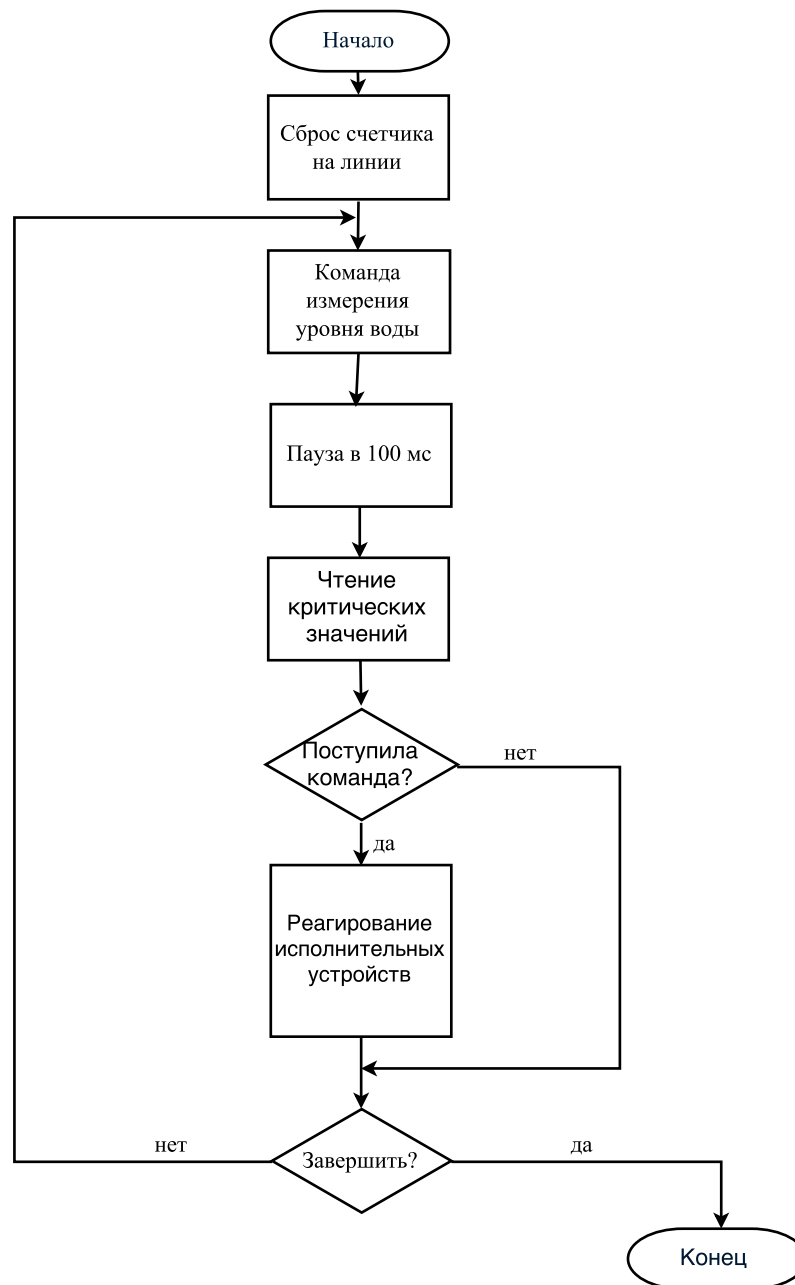 Начало
Сброс счетчика
на линии
Команда
измерения
уровня воды
Пауза в 100 мс
Чтение
критических
значений
Поступила
команда?
нет
да
Реагирование
исполнительных
устройств
нет
Завершить?
да
Конец